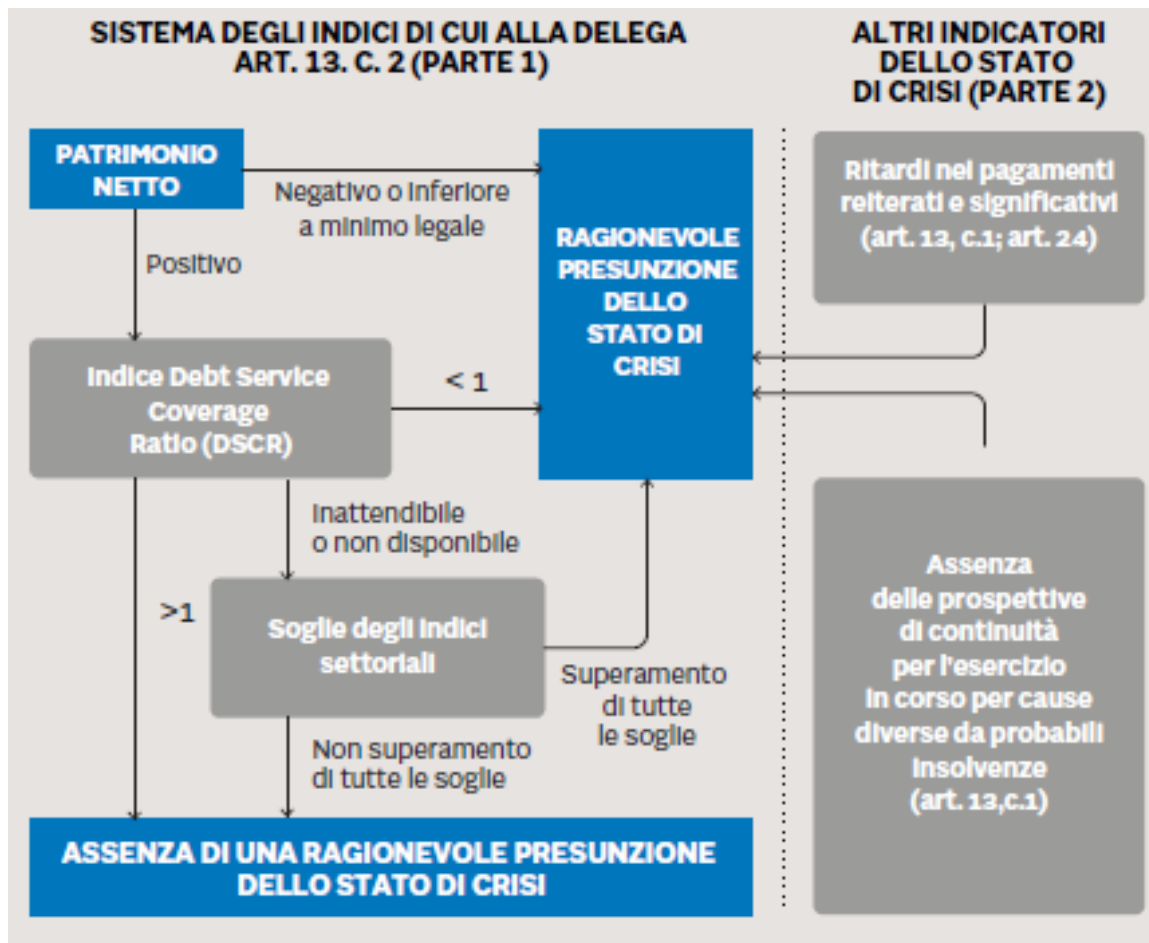 SISTEMA DEGLI INDICI DI CUI ALLA DELEGA
ART. 13. C. 2 (PARTE 1)
ALTRI INDICATORI
DELLO STATO
DI CRISI (PARTE 2)
PATRIMONIO
NETTO
Negativo o inferiore
a minimo legale
Positivo
RAGIONEVOLE
PRESUNZIONE
DELLO
STATO DI
CRISI
Ritardi nei pagamenti
reiterati e significativi
(art. 13, c.1; art. 24)
Indice Debt Service
Coverage
Ratio (DSCR)
< 1
Inattendibile
o non disponibile
>1
Soglie degli indici
settoriali
Superamento
di tutte
le soglie
Non superamento
di tutte le soglie
Assenza
delle prospettive
di continuità
per l'esercizio
in corso per cause
diverse da probabili
insolvenze
(art. 13,c.1)
ASSENZA DI UNA RAGIONEVOLE PRESUNZIONE
DELLO STATO DI CRISI